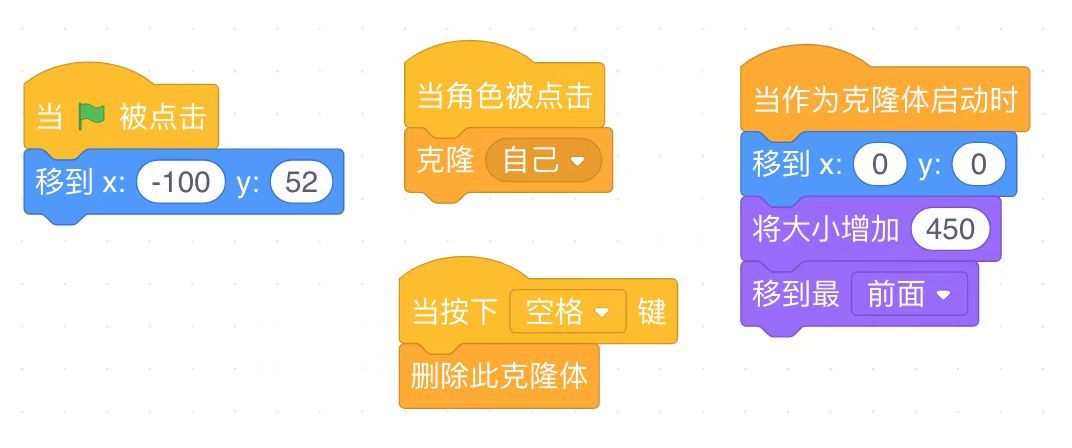 当 被点击
移到 x: -100 y: 52
当角色被点击
克隆 自己
当按下 空格 键
删除此克隆体
当作为克隆体启动时
移到 x: 0 y: 0
将大小增加 450
移到最 前面